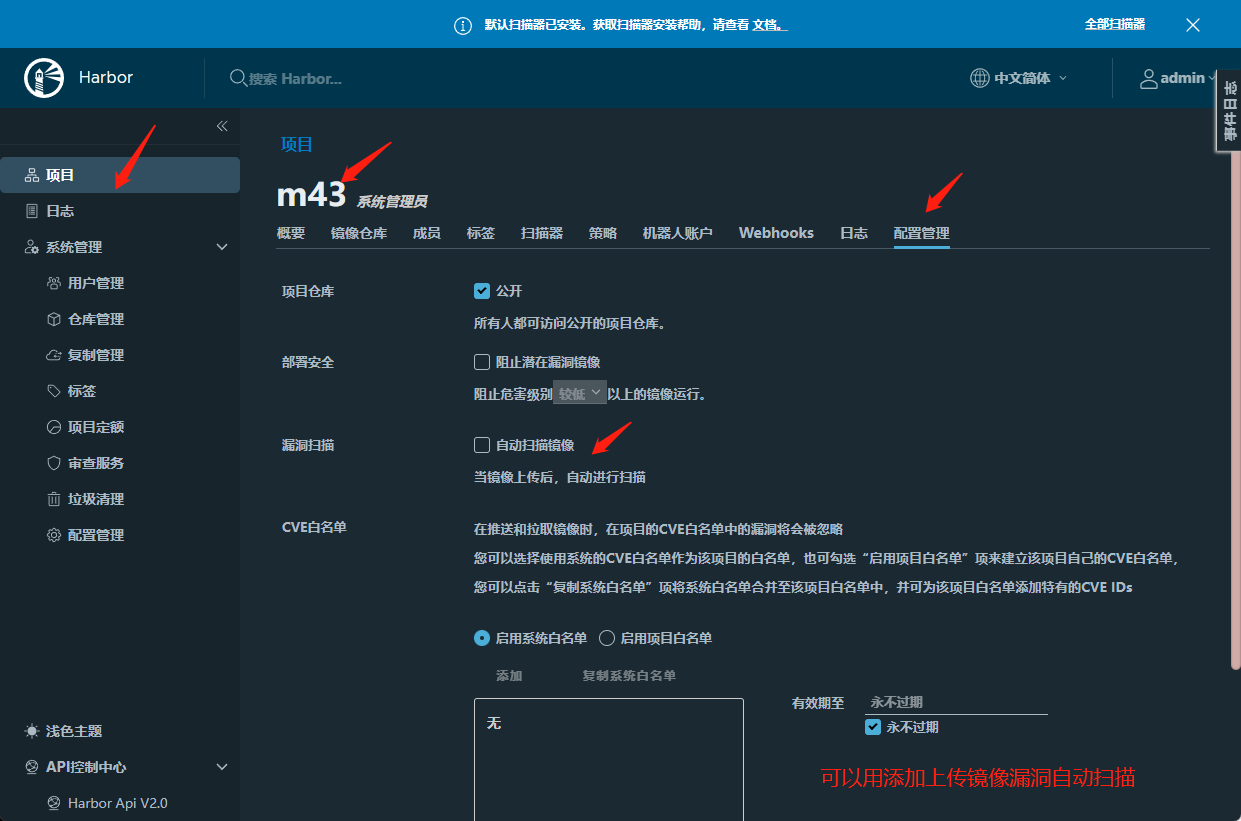 默认扫描器已安装。获取扫描器安装帮助，请查看 文档。 全部扫描器
Harbor 搜索 Harbor... 中文简体 admin
事件日志
项目
日志
系统管理
用户管理
仓库管理
复制管理
标签
项目定额
审查服务
垃圾清理
配置管理
浅色主题
API控制中心
Harbor Api V2.0
项目
m43 系统管理员
概要 镜像仓库 成员 标签 扫描器 策略 机器人账户 Webhooks 日志 配置管理
项目仓库 公开
所有人都可访问公开的项目仓库。
部署安全 阻止潜在漏洞镜像
阻止危害级别 较低 以上的镜像运行。
漏洞扫描 自动扫描镜像
当镜像上传后，自动进行扫描
CVE白名单 在推送和拉取镜像时，在项目的CVE白名单中的漏洞将会被忽略
您可以选择使用系统的CVE白名单作为该项目的白名单，也可勾选“启用项目白名单”项来建立该项目自己的CVE白名单，
您可以点击“复制系统白名单”项将系统白名单合并至该项目白名单中，并可为该项目白名单添加特有的CVE IDs
启用系统白名单 启用项目白名单
添加 复制系统白名单
无
有效期至 永不过期
永不过期
可以用添加上传镜像漏洞自动扫描